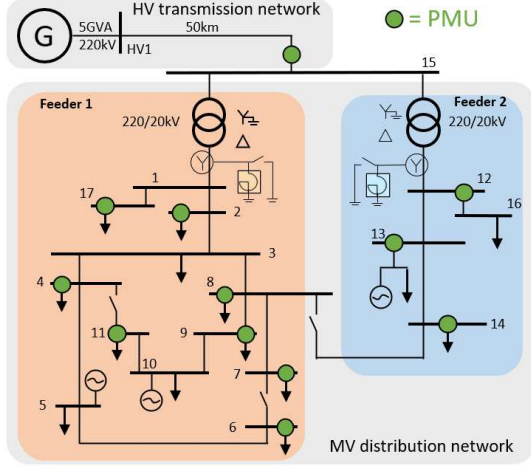 HV transmission network
= PMU
G
5GVA
220kV
50km
HV1
15
Feeder 1
Feeder 2
220/20kV
220/20kV
Y
Y
Y
Y
1
17
2
12
16
3
13
4
8
11
9
14
10
7
5
6
MV distribution network